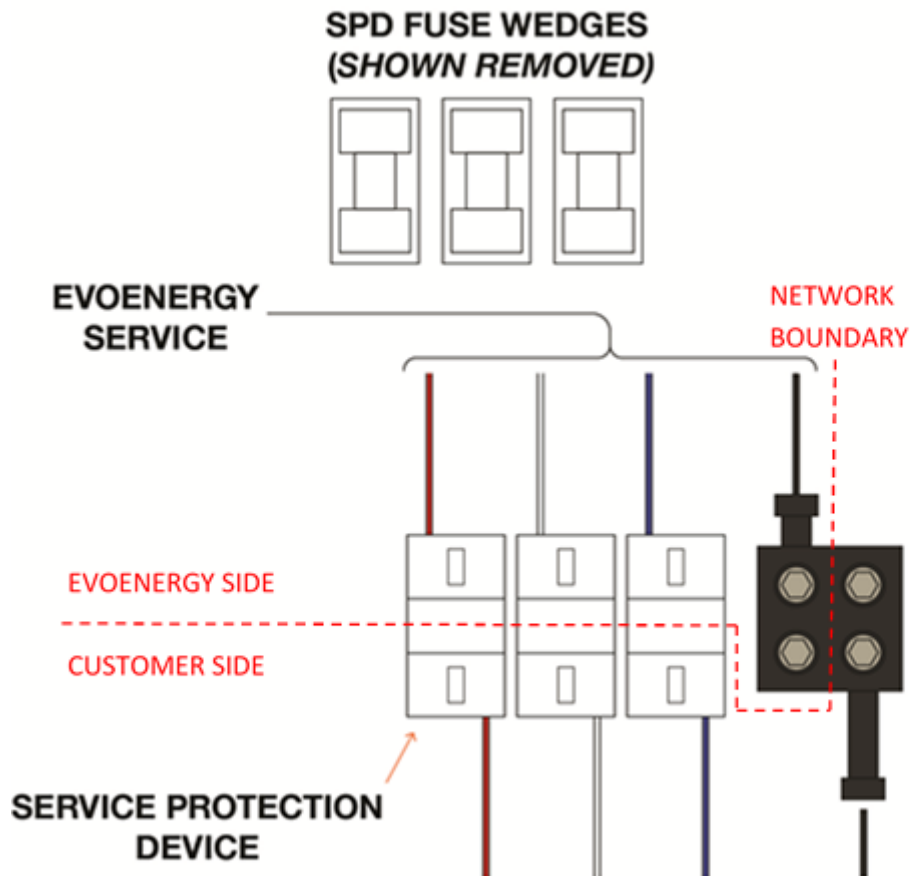 SPD FUSE WEDGES
(SHOWN REMOVED)
EVOENERGY
SERVICE
NETWORK
BOUNDARY
EVOENERGY SIDE
CUSTOMER SIDE
SERVICE PROTECTION
DEVICE